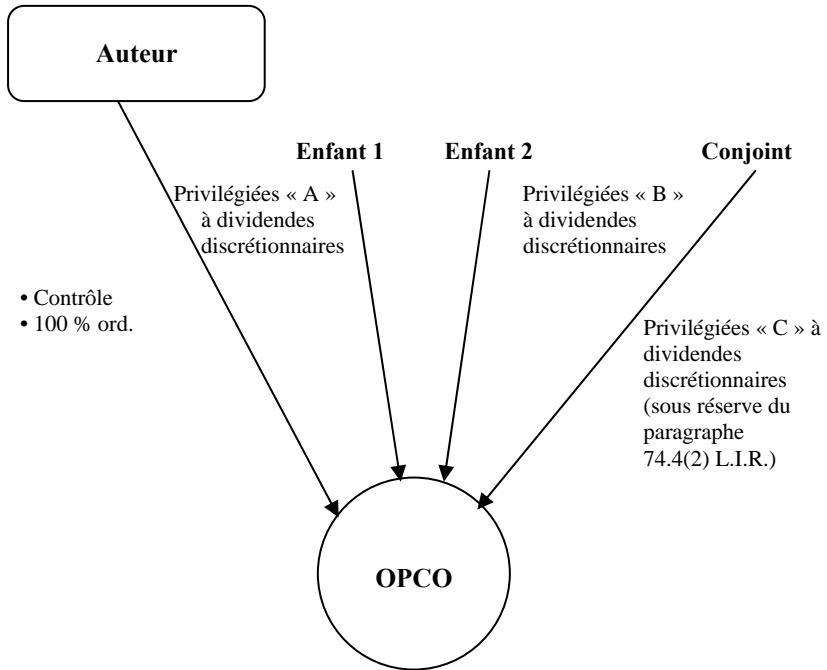 Auteur
Enfant 1
Enfant 2
Conjoint
Privilégiées « A »
à dividendes
discrétionnaires
Privilégiées « B »
à dividendes
discrétionnaires
• Contrôle
• 100 % ord.
Privilégiées « C » à
dividendes
discrétionnaires
(sous réserve du
paragraphe
74.4(2) L.I.R.)
OPCO